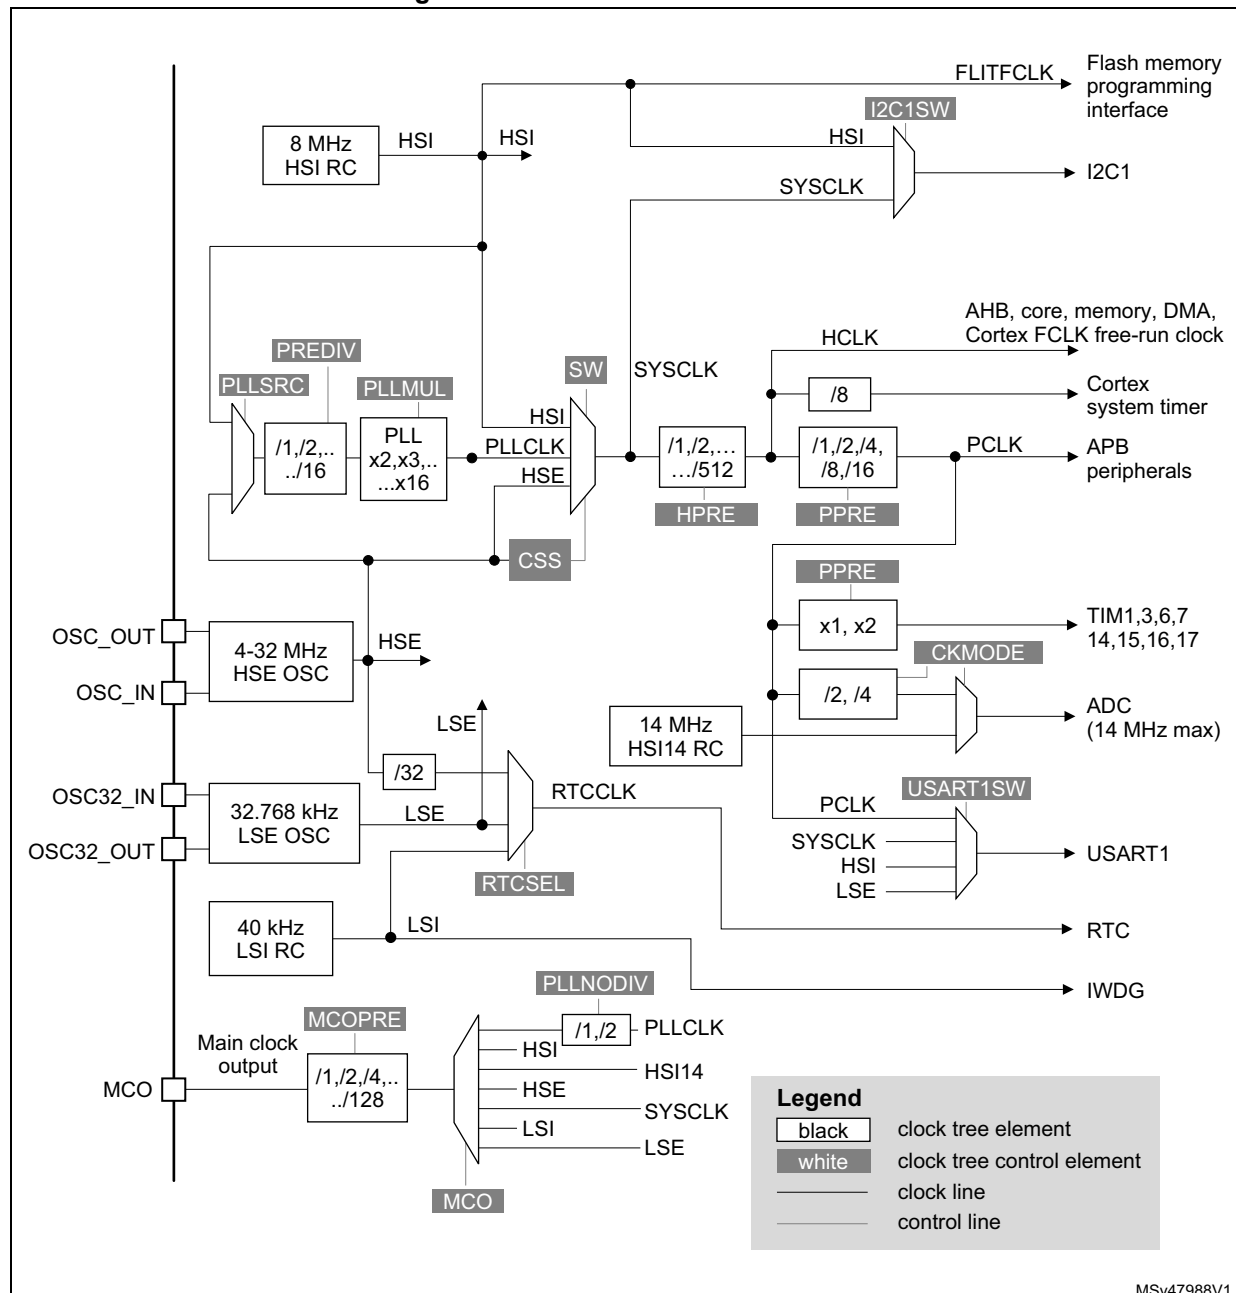 FLITFCLK
Flash memory
programming
interface
I2C1SW
8 MHz
HSI RC
HSI
HSI
HSI
I2C1
SYSCLK
AHB, core, memory, DMA,
Cortex FCLK free-run clock
HCLK
PREDIV
PLLSRC
PLLMUL
SW
SYSCLK
/8
Cortex
system timer
HSI
/1,/2,..
../16
PLL
x2,x3,..
...x16
PLLCLK
HSE
/1,/2,...
.../512
/1,/2,/4,
/8,/16
PCLK
APB
peripherals
HPRE
PPRE
CSS
PPRE
OSC_OUT
OSC_IN
4-32 MHz
HSE OSC
HSE
x1, x2
TIM1,3,6,7
14,15,16,17
CKMODE
/2, /4
14 MHz
HSI14 RC
ADC
(14 MHz max)
LSE
/32
OSC32_IN
OSC32_OUT
32.768 kHz
LSE OSC
LSE
RTCCLK
RTCSEL
USART1SW
PCLK
SYSCLK
HSI
LSE
USART1
40 kHz
LSI RC
LSI
RTC
IWDG
PLLNODIV
MCOPRE
Main clock
output
MCO
/1,/2,/4,..
../128
/1,/2
PLLCLK
HSI
HSI14
HSE
SYSCLK
LSI
LSE
MCO
Legend
black
clock tree element
white
clock tree control element
clock line
control line
MSv47988V1